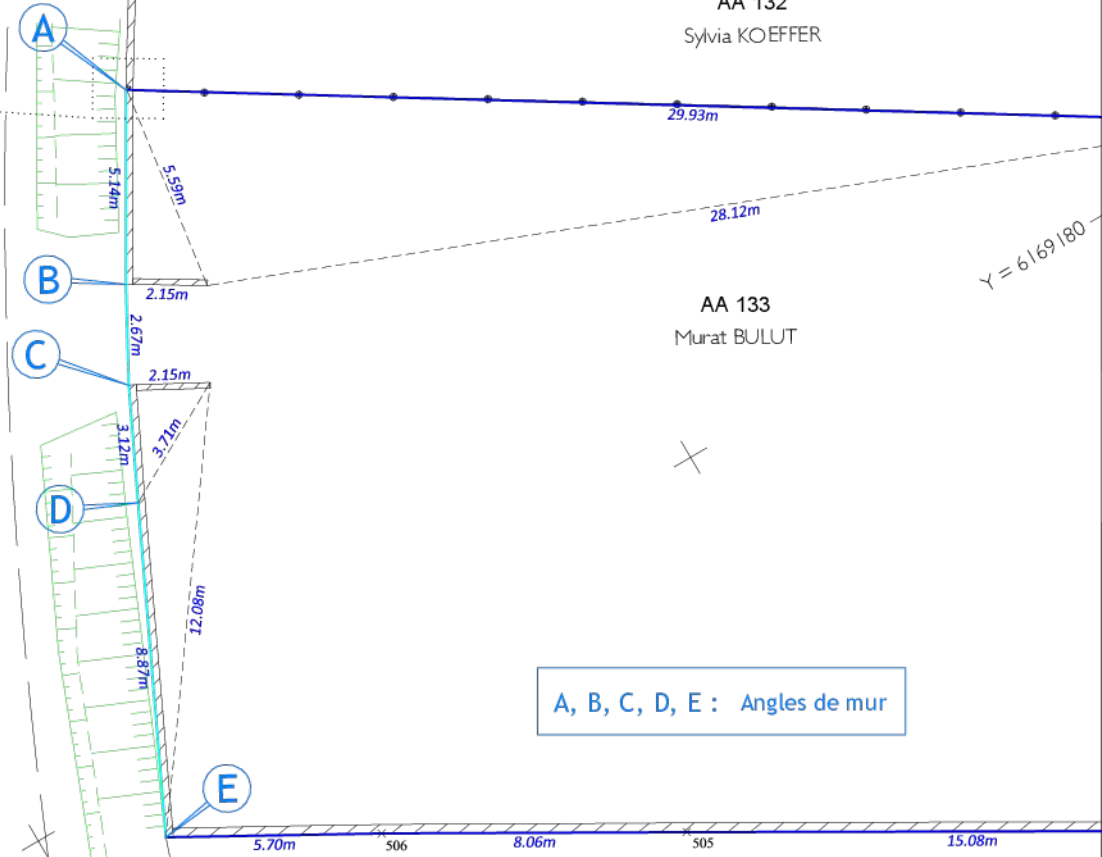 AA 132
Sylvia KOEFFER
A
29.93m
5.14m
5.59m
28.12m
Y = 6169180
B
2.15m
AA 133
Murat BULUT
2.67m
C
2.15m
3.12m
3.71m
D
12.08m
8.87m
A, B, C, D, E : Angles de mur
E
5.70m
506
8.06m
505
15.08m